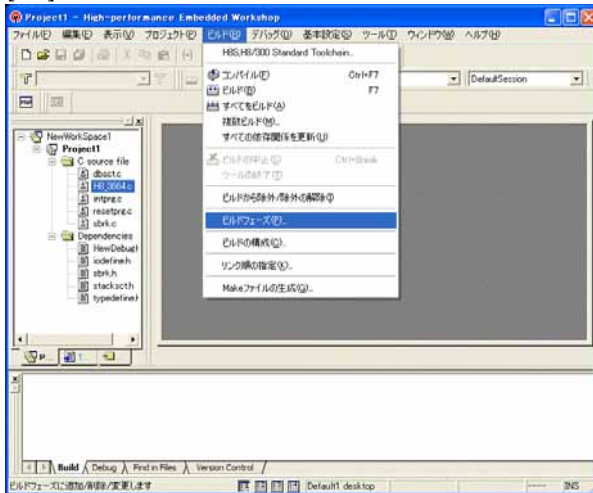 Project1 - High-performance Embedded Workshop
ファイル(F) 編集(E) 表示(V) プロジェクト(P) ビルド(B) デバッグ(D) 基本設定(S) ツール(T) ウィンドウ(W) ヘルプ(H)
H8S,H8/300 Standard Toolchain...
コンパイル(E) Ctrl+F7
DefaultSession
ビルド(B) F7
すべてをビルド(A)
複数ビルド(M)...
すべての依存関係を更新(U)
ビルドの中止(S) Ctrl+Break
ツールの終了(T)
ビルドから除外/除外の解除(I)
ビルドフェーズ(P)...
ビルドの構成(C)...
リンク順の指定(K)...
Makeファイルの生成(G)...
NewWorkSpace1
Project1
C source file
dbsct.c
H8_3664.c
intprg.c
resetprg.c
sbrk.c
Dependencies
HewDebugH
iodefine.h
sbrk.h
stacksct.h
typedefine.h
P...
T...
Build Debug Find in Files Version Control
ビルドフェーズに追加/削除/変更します Default1 desktop INS